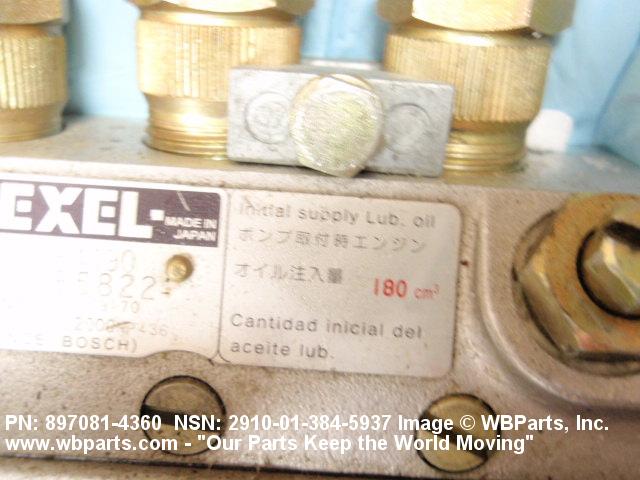 EXEL
MADE IN
JAPAN
5822
BOSCH)
Initial supply Lub. oil
ポンプ取付時エンジン
オイル注入量 180 cm³
Cantidad inicial del
aceite lub.
PN: 897081-4360 NSN: 2910-01-384-5937 Image © WBParts, Inc.
www.wbparts.com - "Our Parts Keep the World Moving"